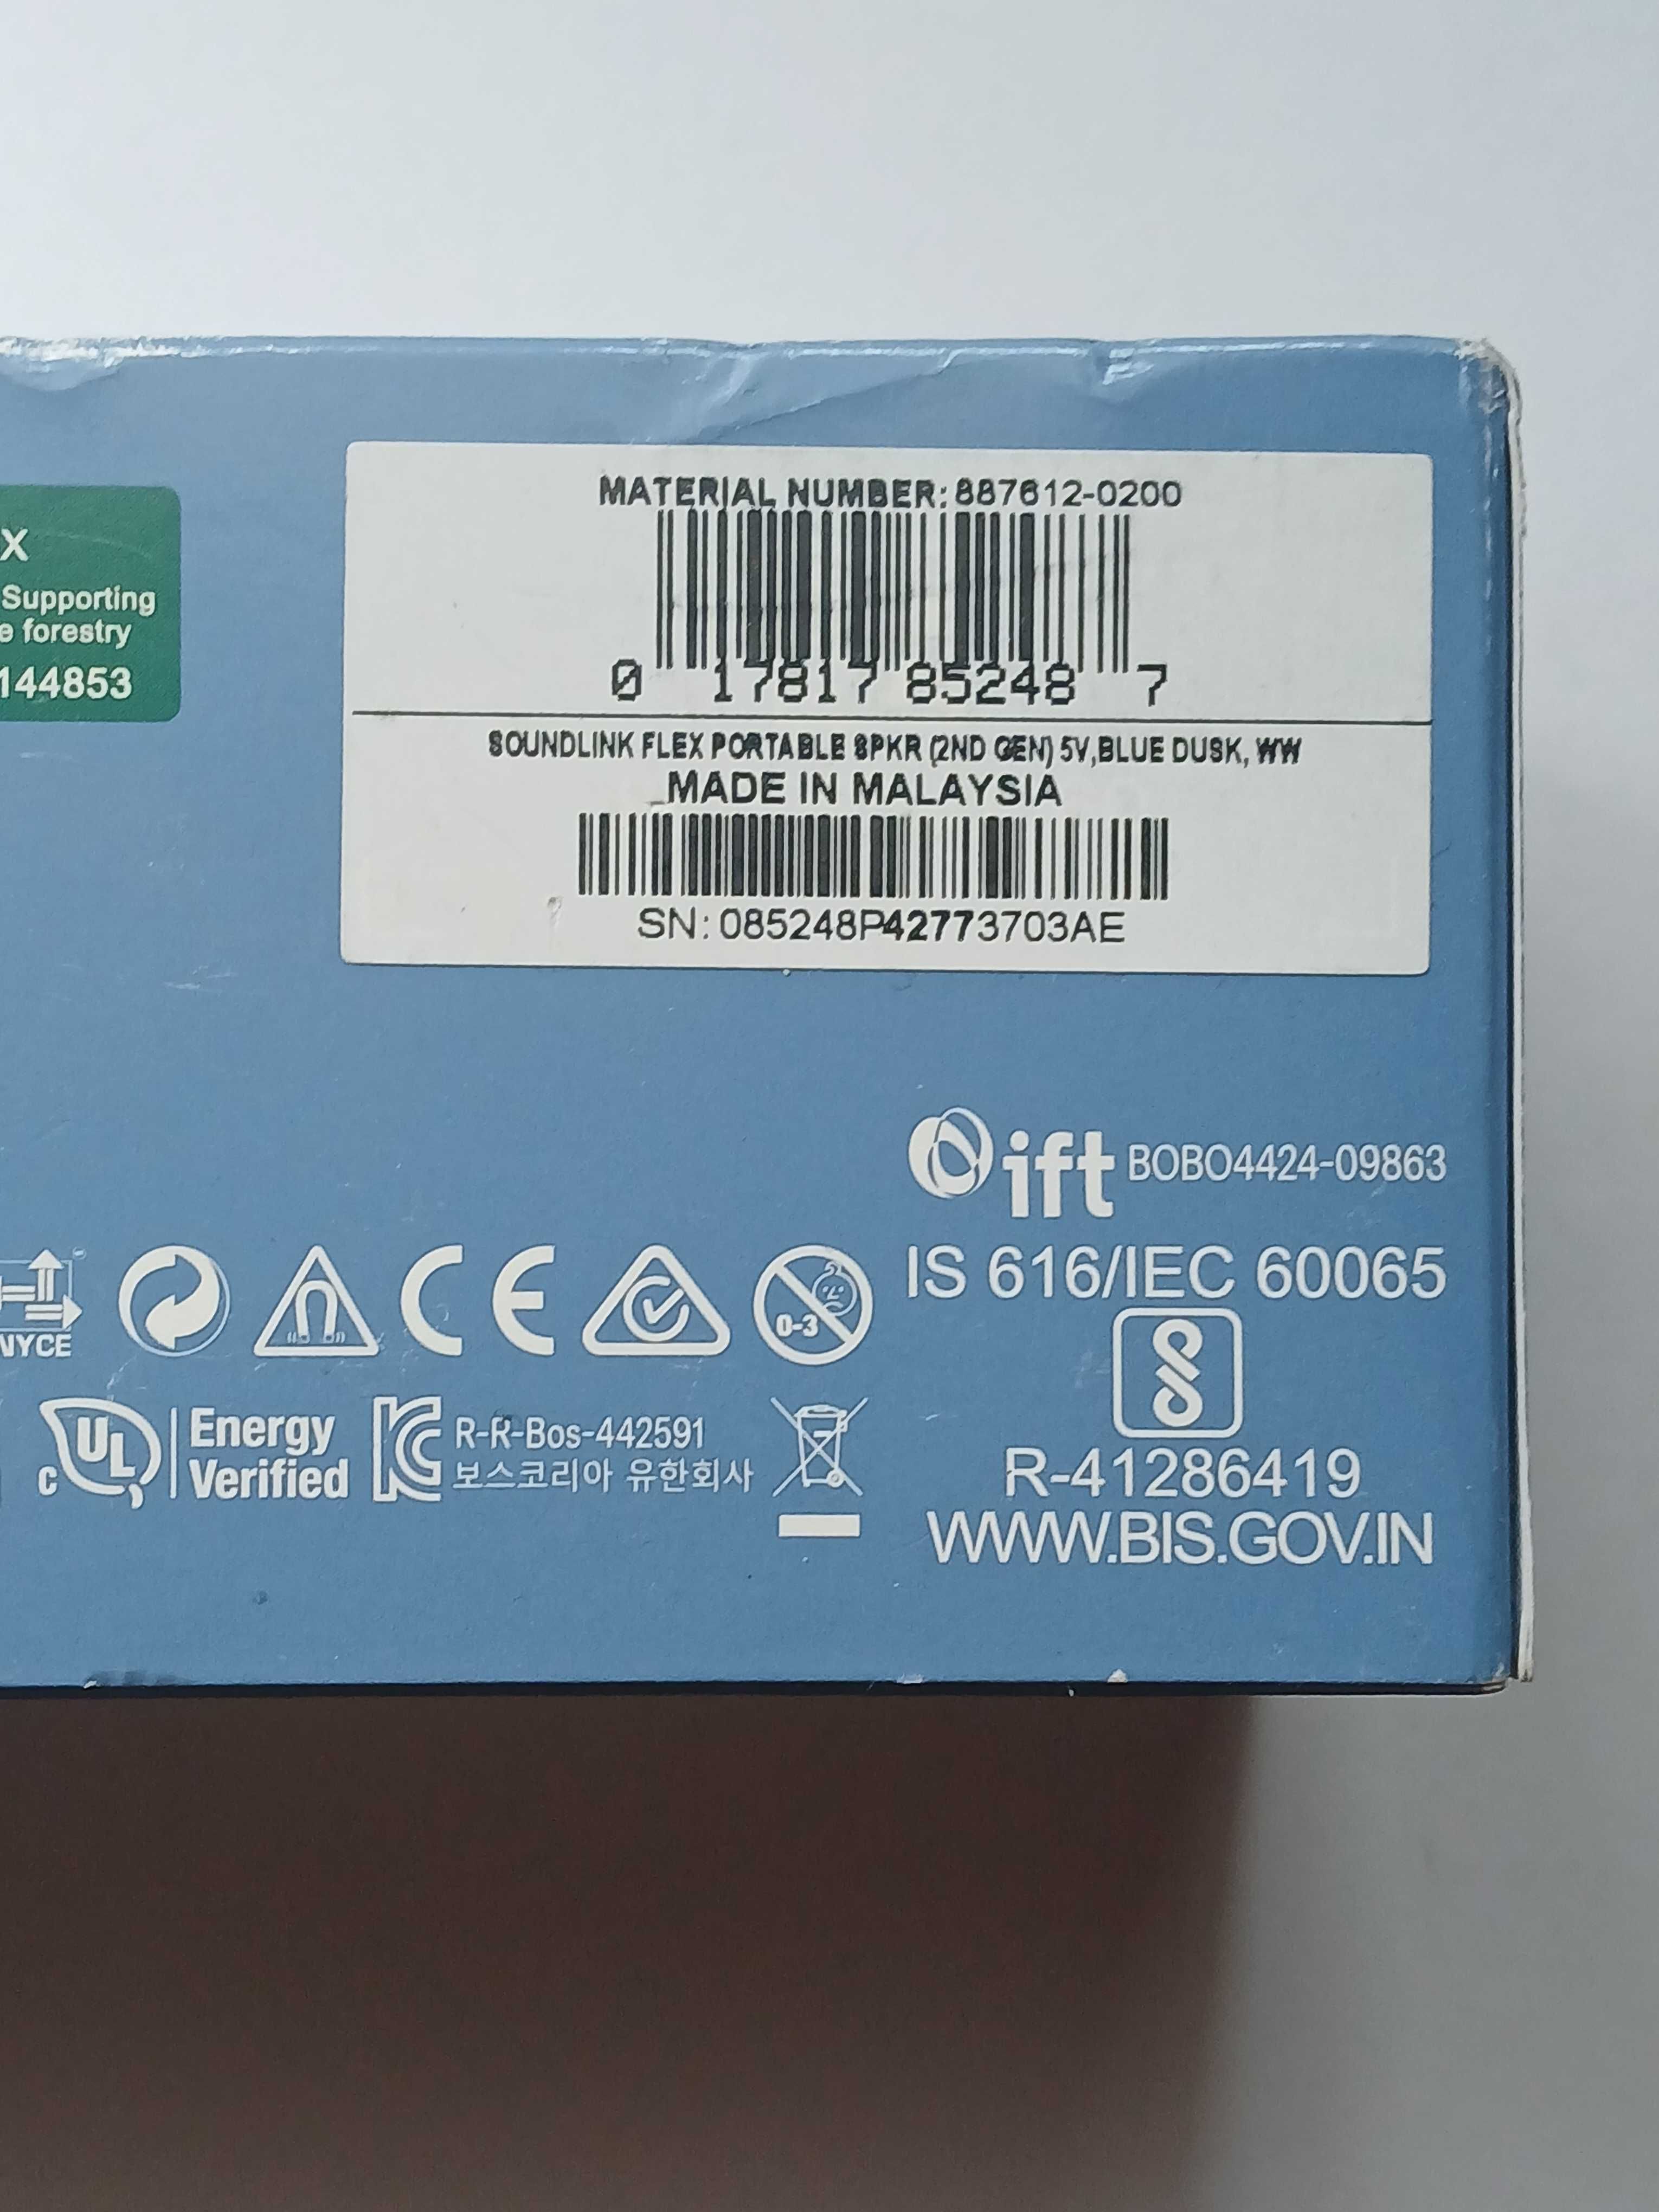 X
Supporting
e forestry
144853
MATERIAL NUMBER: 887612-0200
0 17817 85248 7
SOUNDLINK FLEX PORTABLE SPKR (2ND GEN) 5V,BLUE DUSK, WW
MADE IN MALAYSIA
SN: 085248P42773703AE
ift BOBO4424-09863
NYCE
CE
0-3
IS 616/IEC 60065
c UL Energy Verified
R-R-Bos-442591
보스코리아 유한회사
R-41286419
WWW.BIS.GOV.IN